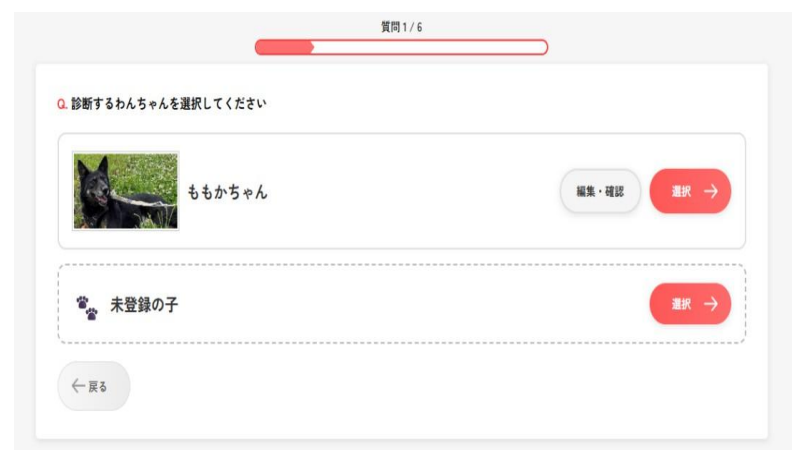 質問 1 / 6
Q. 診断するわんちゃんを選択してください
ももかちゃん
編集・確認
選択 →
未登録の子
選択 →
← 戻る